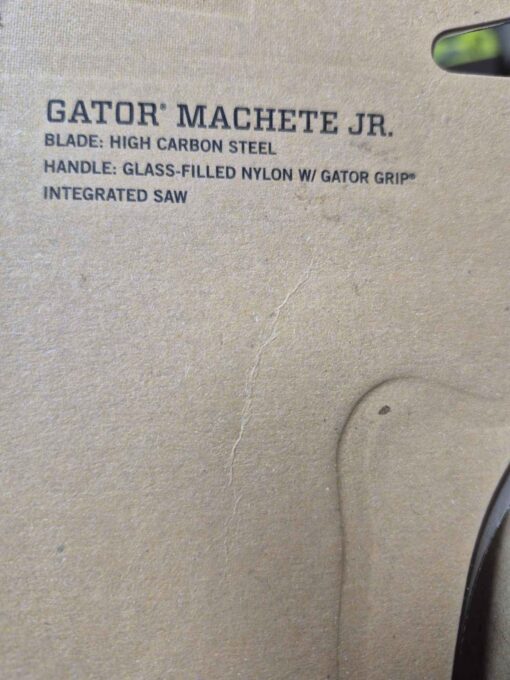 GATOR® MACHETE JR.
BLADE: HIGH CARBON STEEL
HANDLE: GLASS-FILLED NYLON W/ GATOR GRIP®
INTEGRATED SAW